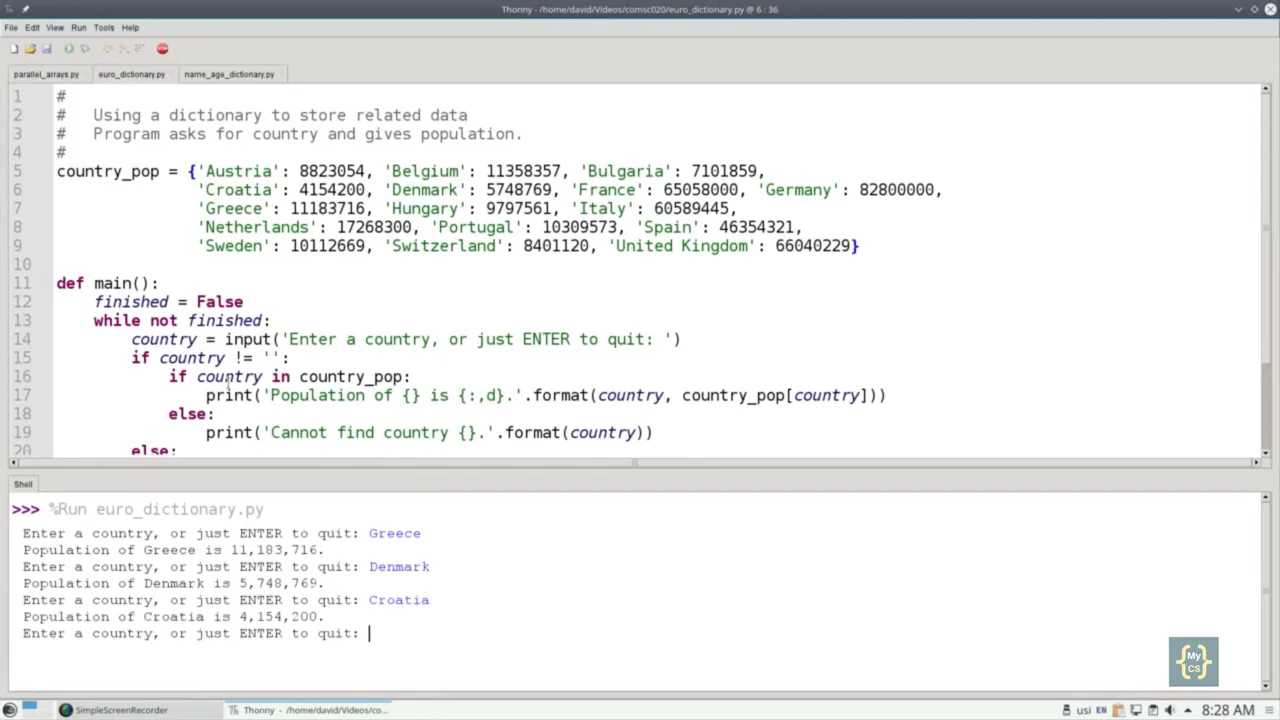 Thonny - /home/david/Videos/comsc020/euro_dictionary.py @ 6 : 36
File Edit View Run Tools Help
parallel_arrays.py euro_dictionary.py name_age_dictionary.py
1 #
2 #   Using a dictionary to store related data
3 #   Program asks for country and gives population.
4 #
5 country_pop = {'Austria': 8823054, 'Belgium': 11358357, 'Bulgaria': 7101859,
6                'Croatia': 4154200, 'Denmark': 5748769, 'France': 65058000, 'Germany': 82800000,
7                'Greece': 11183716, 'Hungary': 9797561, 'Italy': 60589445,
8                'Netherlands': 17268300, 'Portugal': 10309573, 'Spain': 46354321,
9                'Sweden': 10112669, 'Switzerland': 8401120, 'United Kingdom': 66040229}
10
11 def main():
12     finished = False
13     while not finished:
14         country = input('Enter a country, or just ENTER to quit: ')
15         if country != '':
16             if country in country_pop:
17                 print('Population of {} is {:,d}.'.format(country, country_pop[country]))
18             else:
19                 print('Cannot find country {}.'.format(country))
20         else:
Shell
>>> %Run euro_dictionary.py
Enter a country, or just ENTER to quit: Greece
Population of Greece is 11,183,716.
Enter a country, or just ENTER to quit: Denmark
Population of Denmark is 5,748,769.
Enter a country, or just ENTER to quit: Croatia
Population of Croatia is 4,154,200.
Enter a country, or just ENTER to quit:
{My}
CS
SimpleScreenRecorder Thonny - /home/david/Videos/co... usi EN 8:28 AM